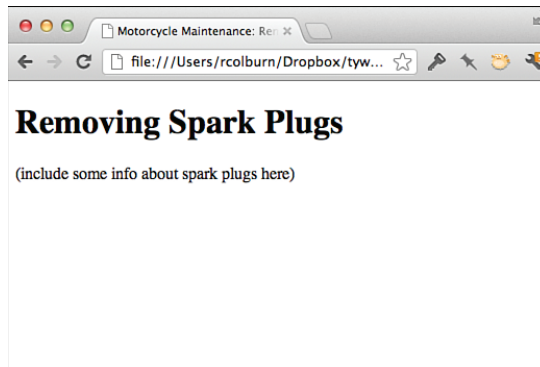 Motorcycle Maintenance: Ren
file:///Users/rcolburn/Dropbox/tyw...
Removing Spark Plugs
(include some info about spark plugs here)